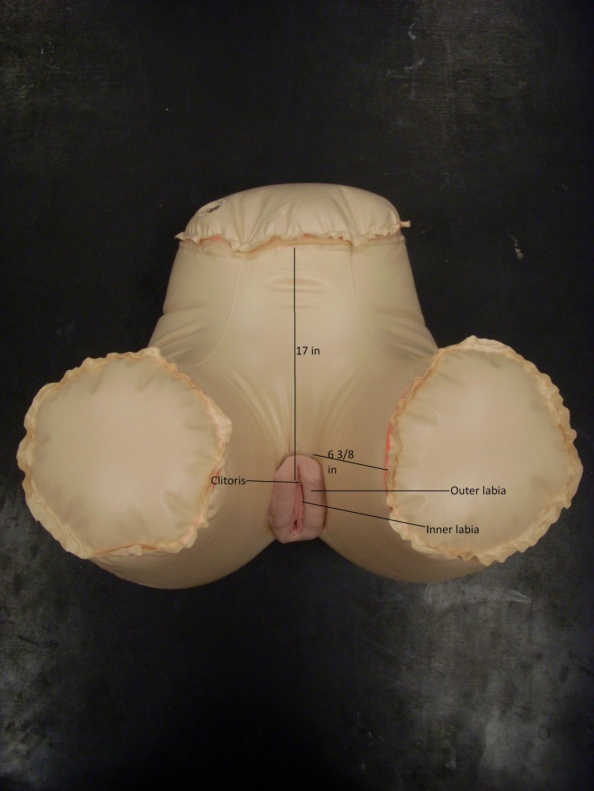 17 in
6 3/8
in
Clitoris
Outer labia
Inner labia